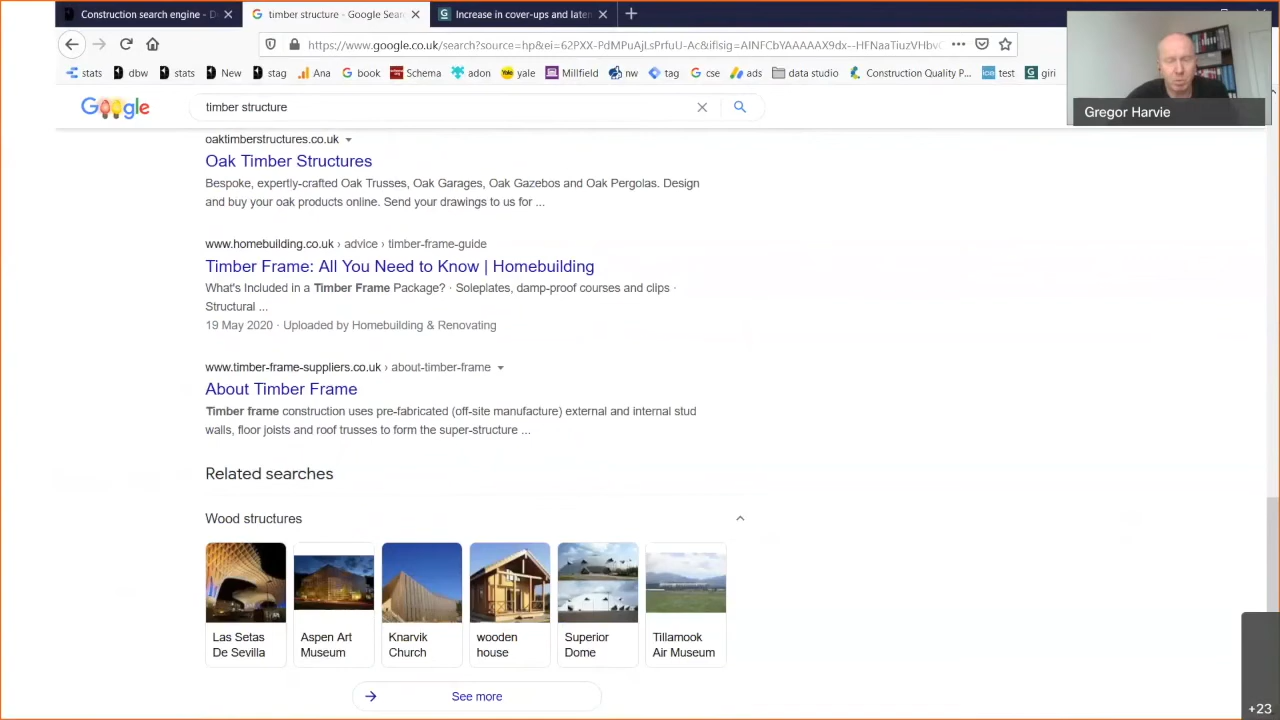 Construction search engine - D
timber structure - Google Sear
Increase in cover-ups and laten
https://www.google.co.uk/search?source=hp&ei=62PXX-PdMPuAjLsPrfuU-Ac&iflsig=AINFCbYAAAAAX9dx--HFNaaTiuzVHbv
stats dbw stats New stag Ana book Schema adon yale Millfield nw tag csr ads data studio Construction Quality P... test giri
Google
timber structure
Gregor Harvie
oaktimberstructures.co.uk
Oak Timber Structures
Bespoke, expertly-crafted Oak Trusses, Oak Garages, Oak Gazebos and Oak Pergolas. Design
and buy your oak products online. Send your drawings to us for ...
www.homebuilding.co.uk › advice › timber-frame-guide
Timber Frame: All You Need to Know | Homebuilding
What's Included in a Timber Frame Package? · Soleplates, damp-proof courses and clips ·
Structural ...
19 May 2020 · Uploaded by Homebuilding & Renovating
www.timber-frame-suppliers.co.uk › about-timber-frame
About Timber Frame
Timber frame construction uses pre-fabricated (off-site manufacture) external and internal stud
walls, floor joists and roof trusses to form the super-structure ...
Related searches
Wood structures
Las Setas De Sevilla
Aspen Art Museum
Knarvik Church
wooden house
Superior Dome
Tillamook Air Museum
See more
+23